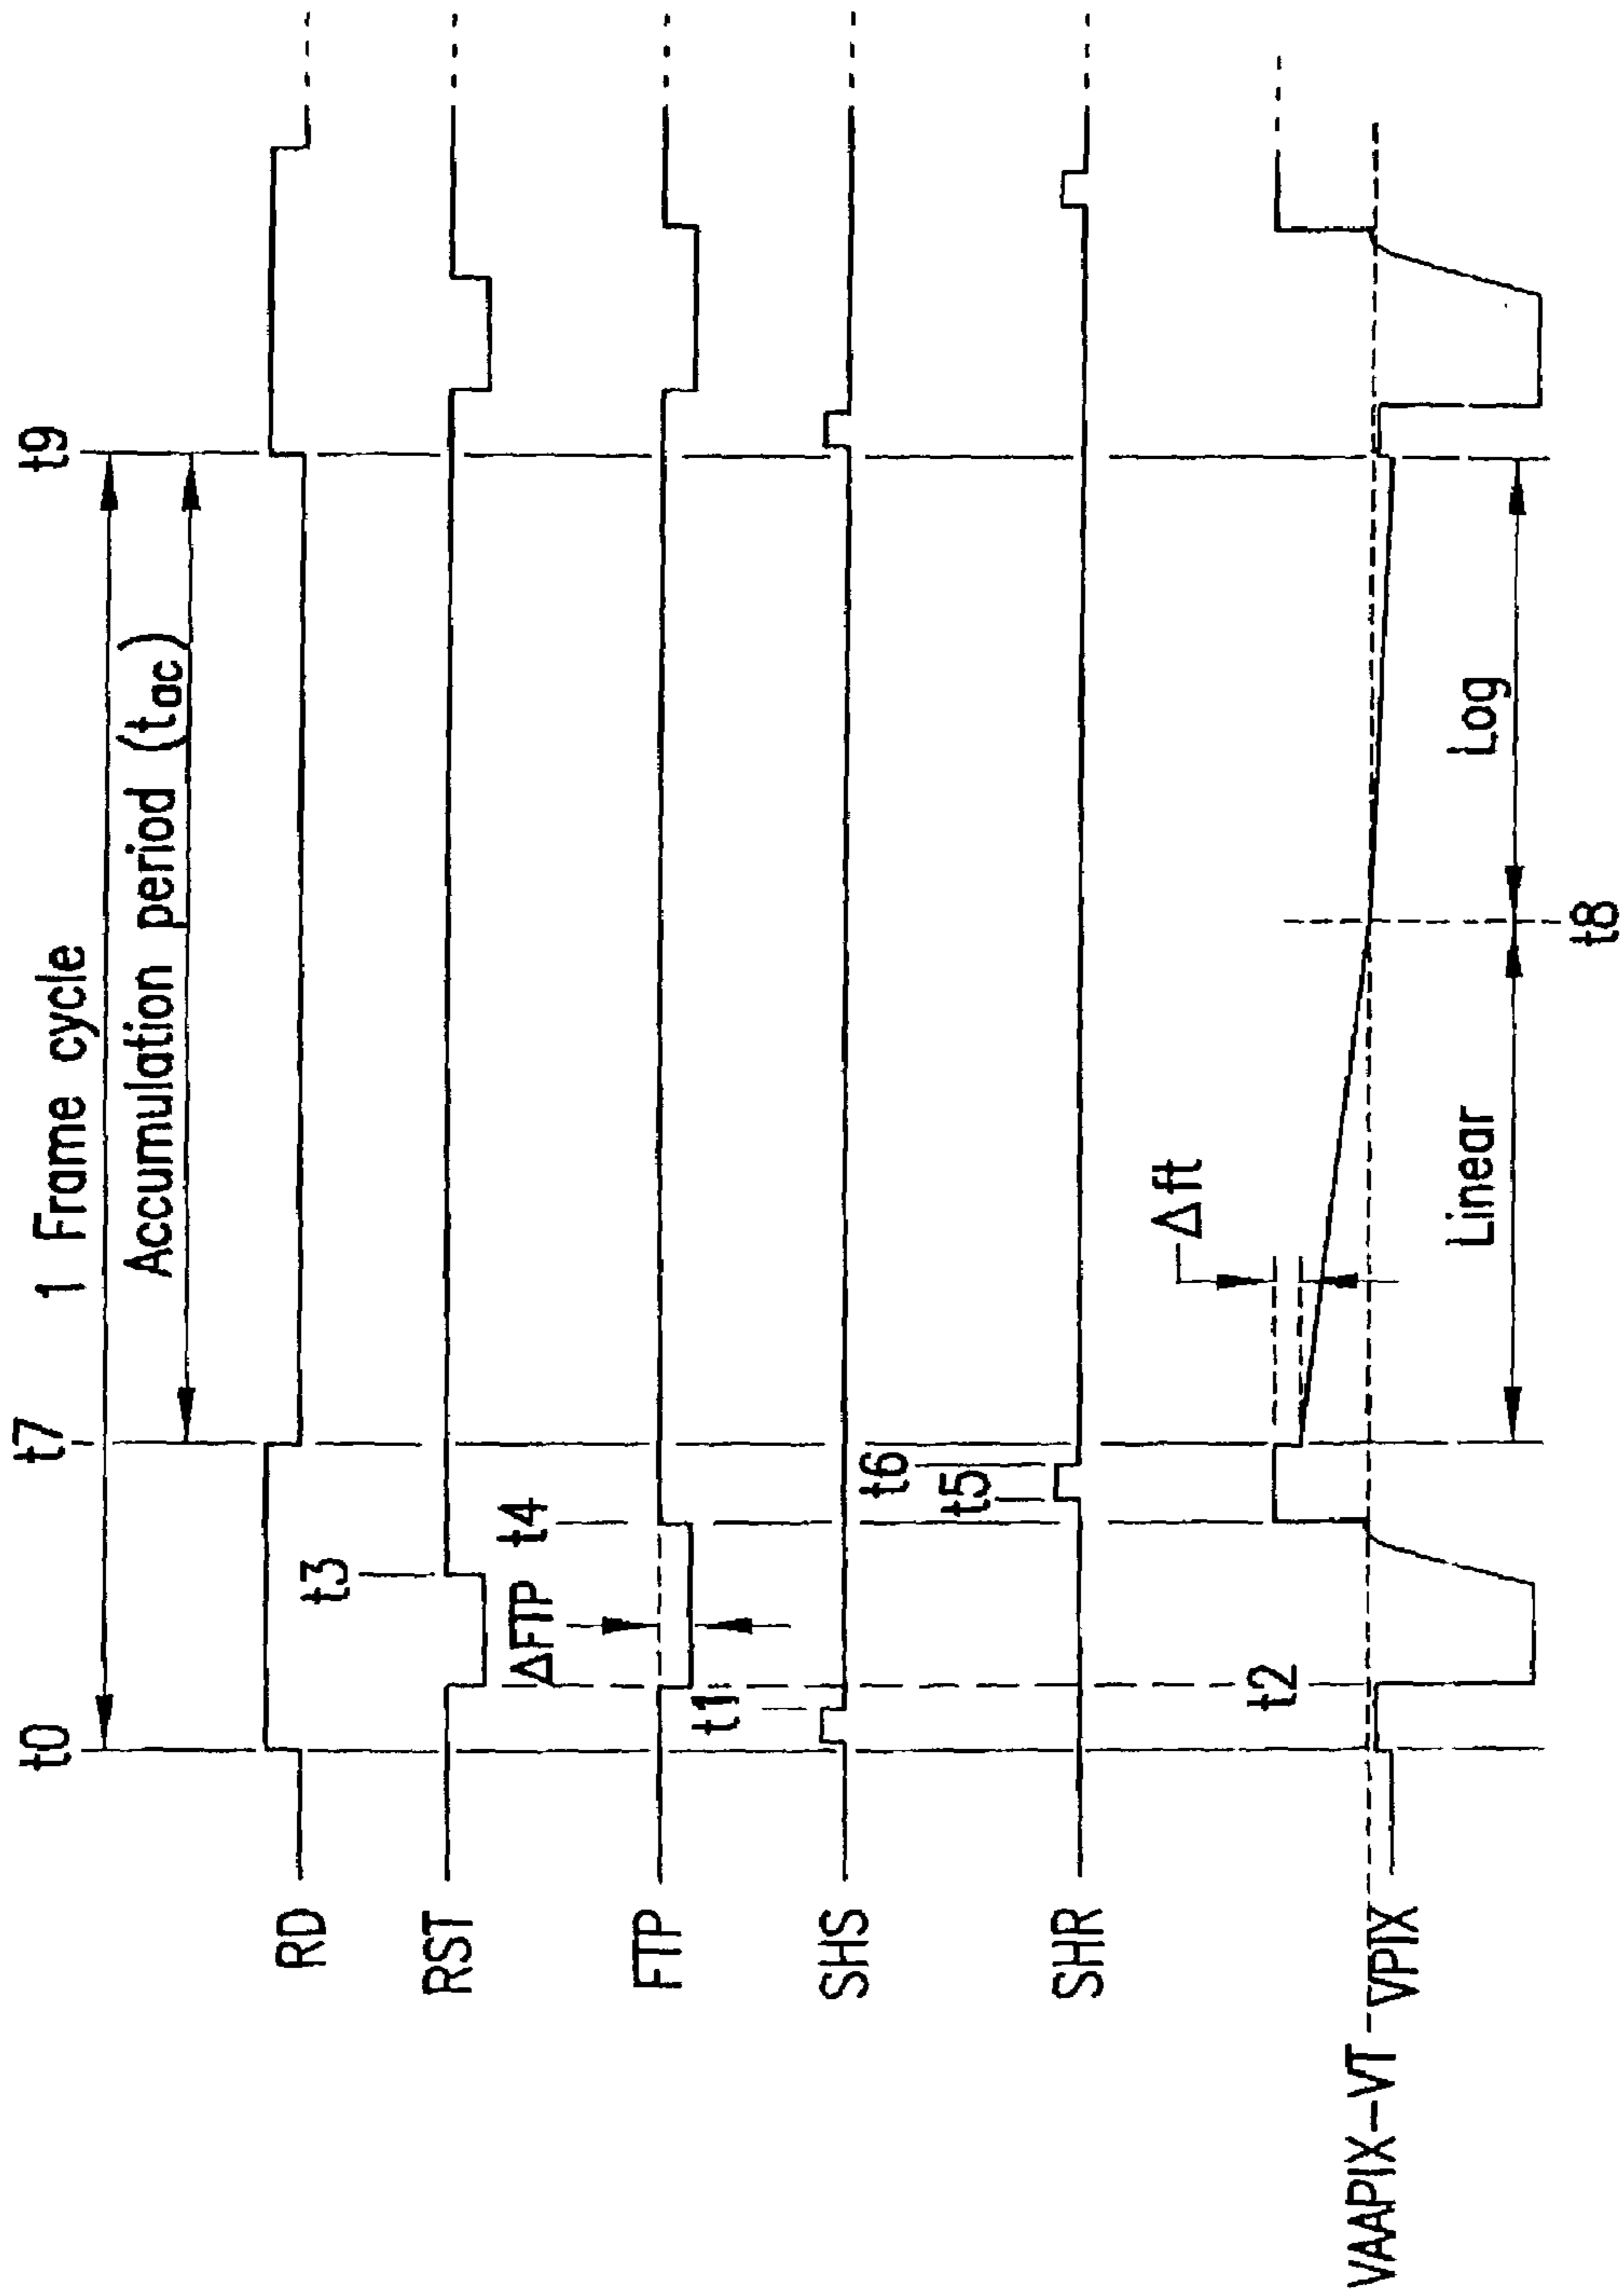 t0
t7
t9
1 Frame cycle
Accumulation period (tac)
RD
t3
RST
ΔFTP
t4
FTP
t1
SHS
t6
t5
SHR
Δft
t2
VAAPIX-VT
VPIX
Linear
Log
t8